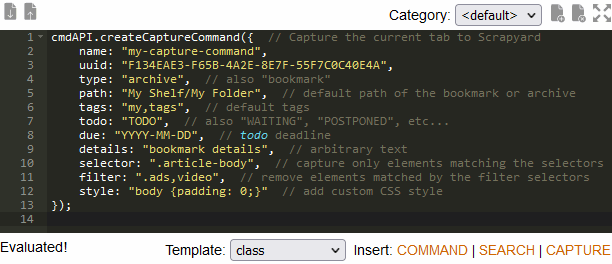 Category: <default>
1 cmdAPI.createCaptureCommand({  // Capture the current tab to Scrapyard
2     name: "my-capture-command",
3     uuid: "F134EAE3-F65B-4A2E-8E7F-55F7C0C40E4A",
4     type: "archive",  // also "bookmark"
5     path: "My Shelf/My Folder",  // default path of the bookmark or archive
6     tags: "my,tags",  // default tags
7     todo: "TODO",  // also "WAITING", "POSTPONED", etc...
8     due: "YYYY-MM-DD",  // todo deadline
9     details: "bookmark details",  // arbitrary text
10     selector: ".article-body",  // capture only elements matching the selectors
11     filter: ".ads,video",  // remove elements matched by the filter selectors
12     style: "body {padding: 0;}"  // add custom CSS style
13 });
14
Evaluated! Template: class Insert: COMMAND | SEARCH | CAPTURE